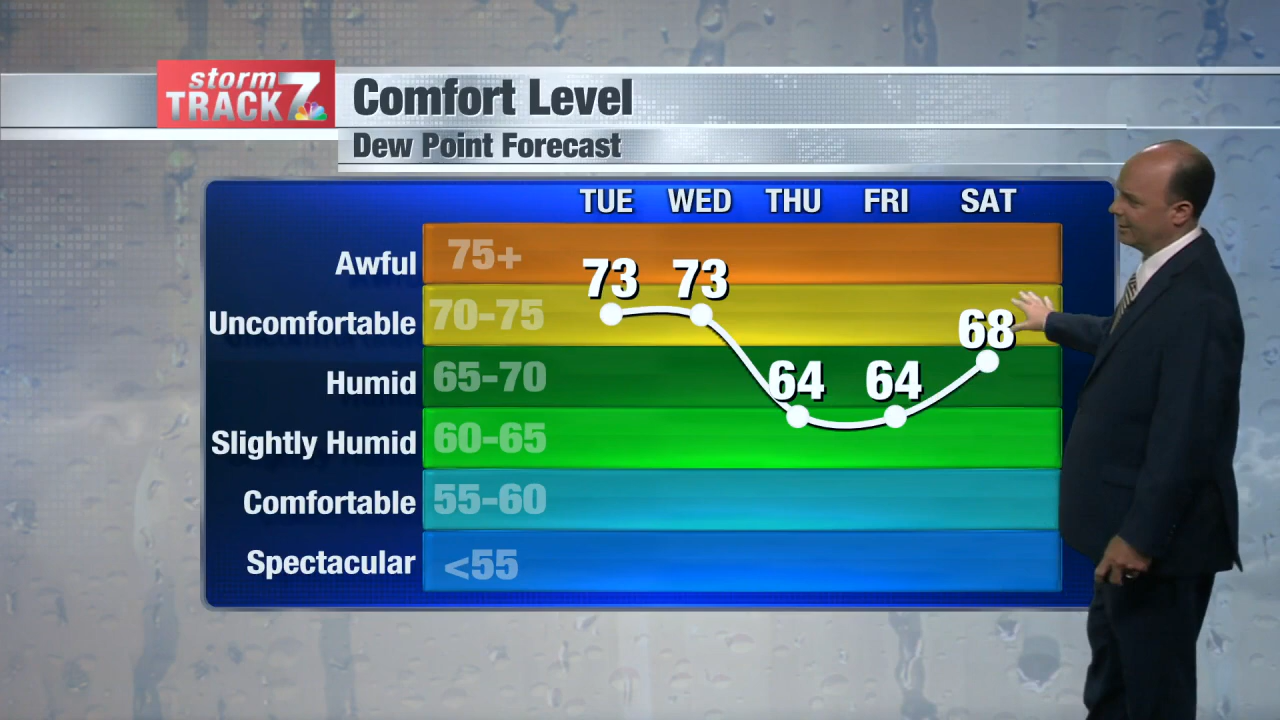 storm
TRACK 7
Comfort Level
Dew Point Forecast
TUE WED THU FRI SAT
Awful 75+
73 73
Uncomfortable 70-75
68
Humid 65-70
64 64
Slightly Humid 60-65
Comfortable 55-60
Spectacular <55